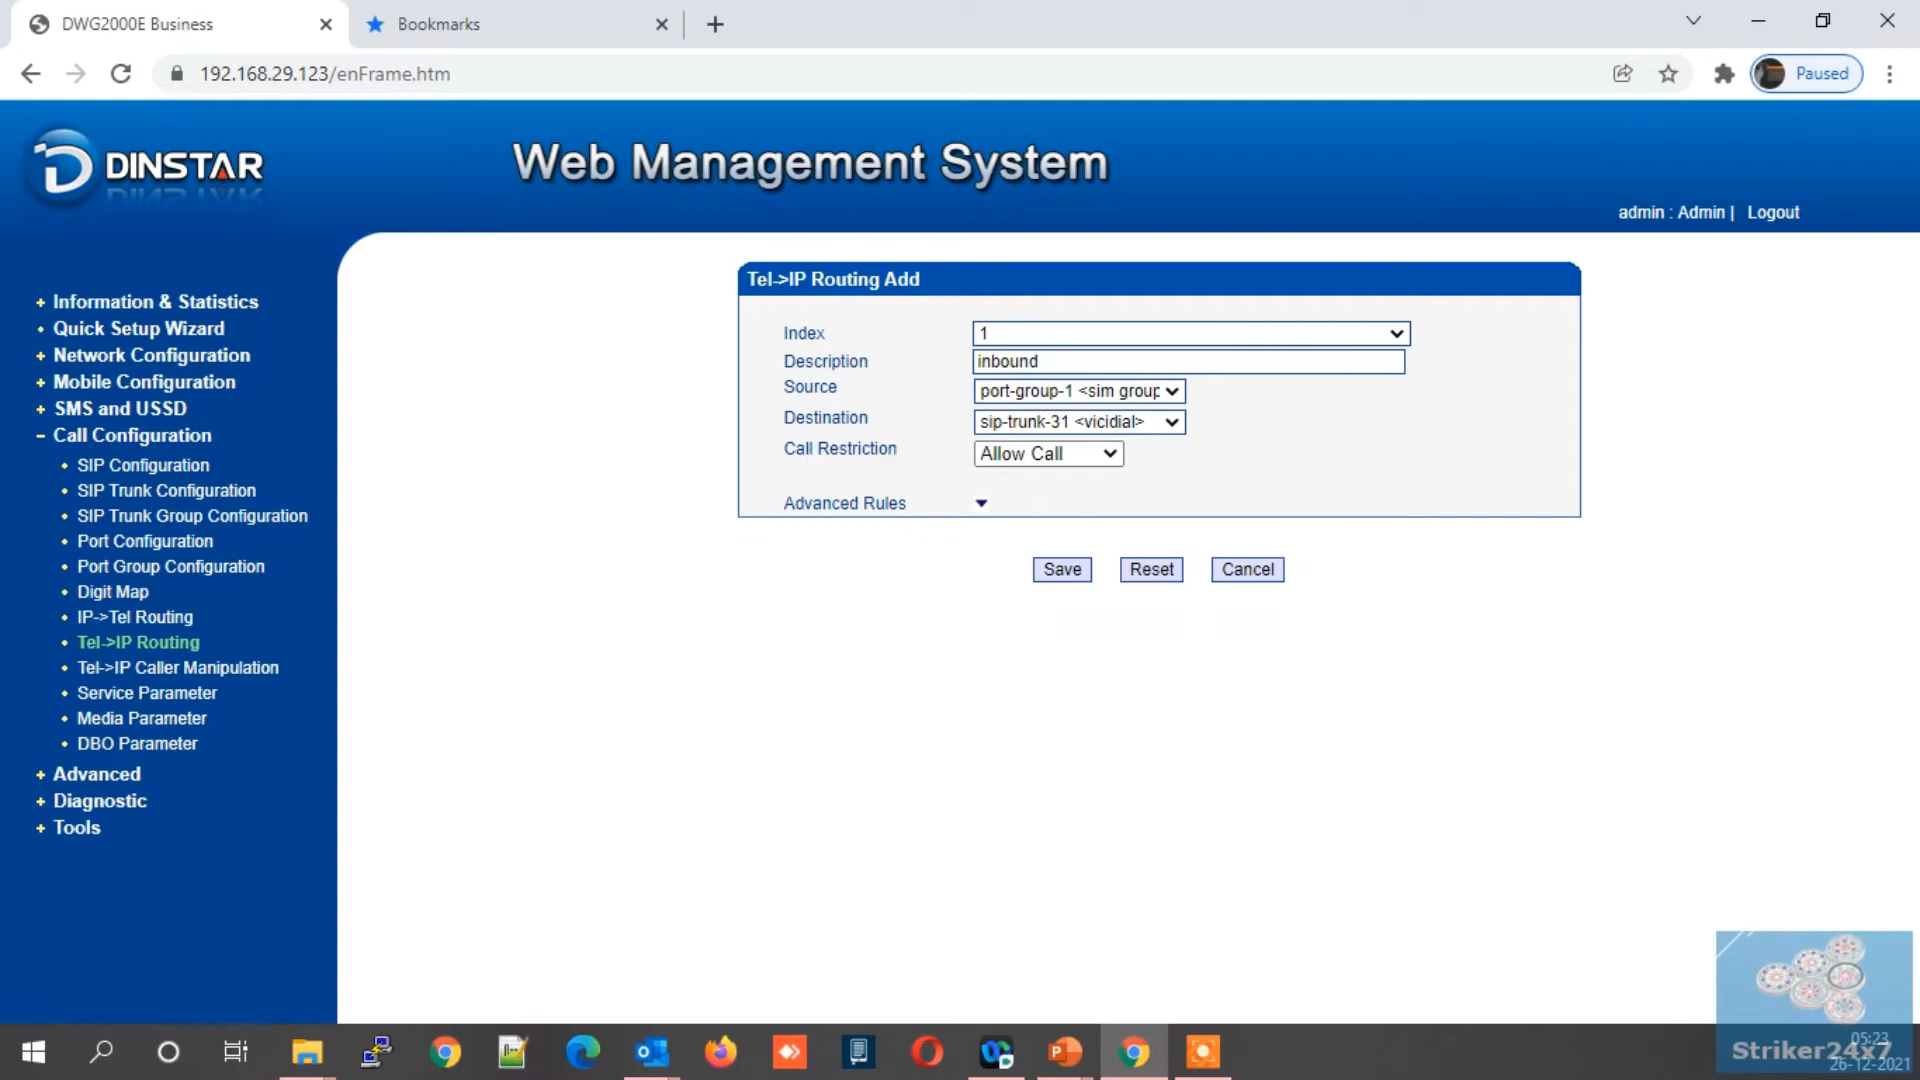 DWG2000E Business
Bookmarks
192.168.29.123/enFrame.htm
Paused
DINSTAR
Web Management System
admin : Admin | Logout
Information & Statistics
Quick Setup Wizard
Network Configuration
Mobile Configuration
SMS and USSD
Call Configuration
SIP Configuration
SIP Trunk Configuration
SIP Trunk Group Configuration
Port Configuration
Port Group Configuration
Digit Map
IP->Tel Routing
Tel->IP Routing
Tel->IP Caller Manipulation
Service Parameter
Media Parameter
DBO Parameter
Advanced
Diagnostic
Tools
Tel->IP Routing Add
Index 1
Description inbound
Source port-group-1 <sim group
Destination sip-trunk-31 <vicidial>
Call Restriction Allow Call
Advanced Rules
Save Reset Cancel
05:23
Striker24x7
26-12-2021